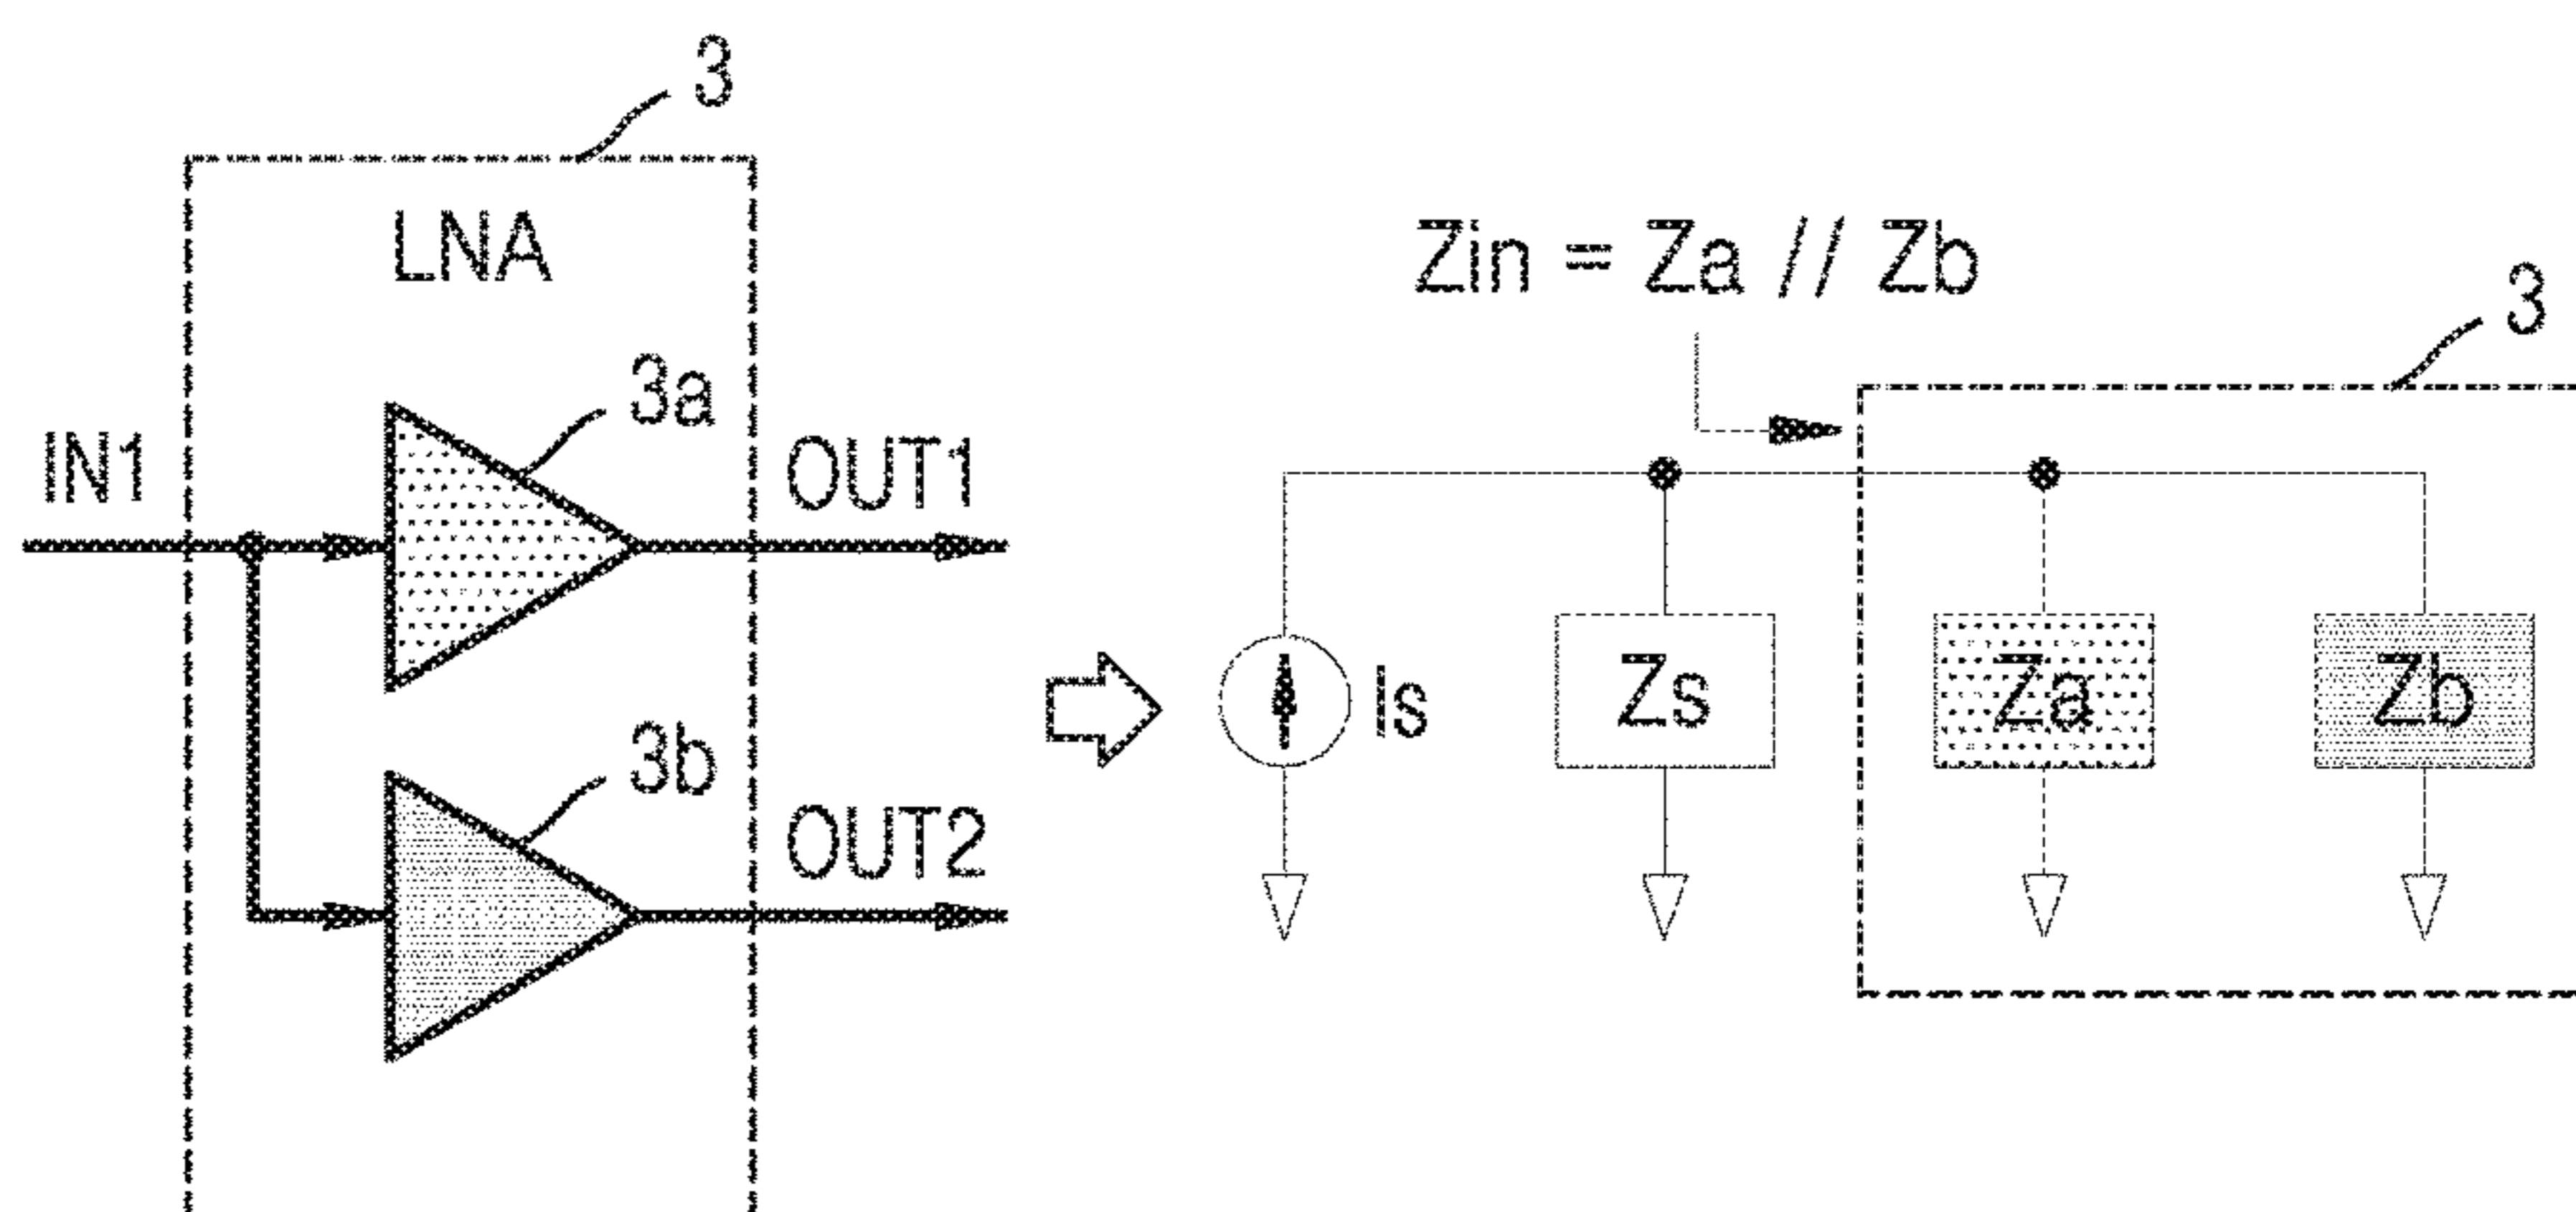 3
LNA
3a
IN1
OUT1
3b
OUT2
Zin = Za // Zb
3
Is
Zs
Za
Zb